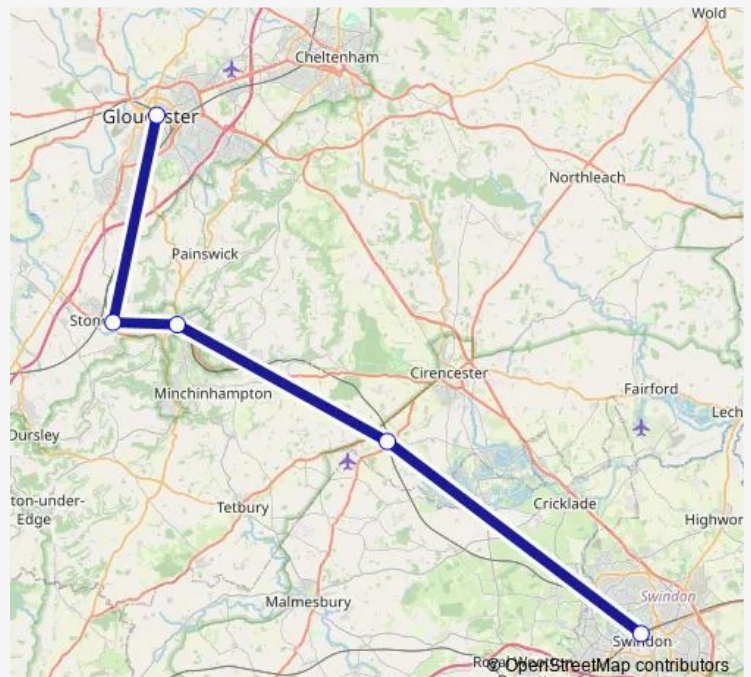 Wold
Cheltenham
Northleach
Painswick
Ston
Cirencester
Minchinhampton
Fairford
Lech
Dursley
ton-under-
Edge
Tetbury
Cricklade
Highwor
Malmesbury
Swindon
Swindon
© OpenStreetMap contributors